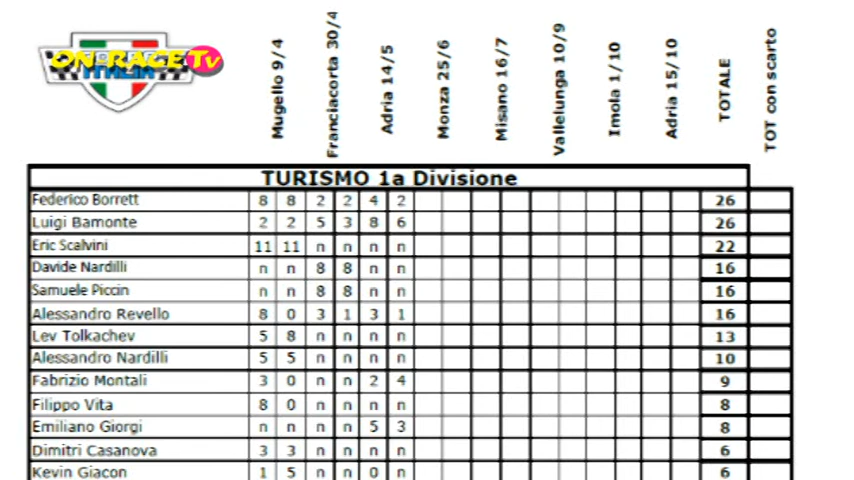 ON RACE Tv
ITALIA
Mugello 9/4
Franciacorta 30/4
Adria 14/5
Monza 25/6
Misano 16/7
Vallelunga 10/9
Imola 1/10
Adria 15/10
TOTALE
TOT con scarto
TURISMO 1a Divisione
Federico Borrett 8 8 2 2 4 2 26
Luigi Bamonte 2 2 5 3 8 6 26
Eric Scalvini 11 11 n n n n 22
Davide Nardilli n n 8 8 n n 16
Samuele Piccin n n 8 8 n n 16
Alessandro Revello 8 0 3 1 3 1 16
Lev Tolkachev 5 8 n n n n 13
Alessandro Nardilli 5 5 n n n n 10
Fabrizio Montali 3 0 n n 2 4 9
Filippo Vita 8 0 n n n n 8
Emiliano Giorgi n n n n 5 3 8
Dimitri Casanova 3 3 n n n n 6
Kevin Giacon 1 5 n n 0 n 6